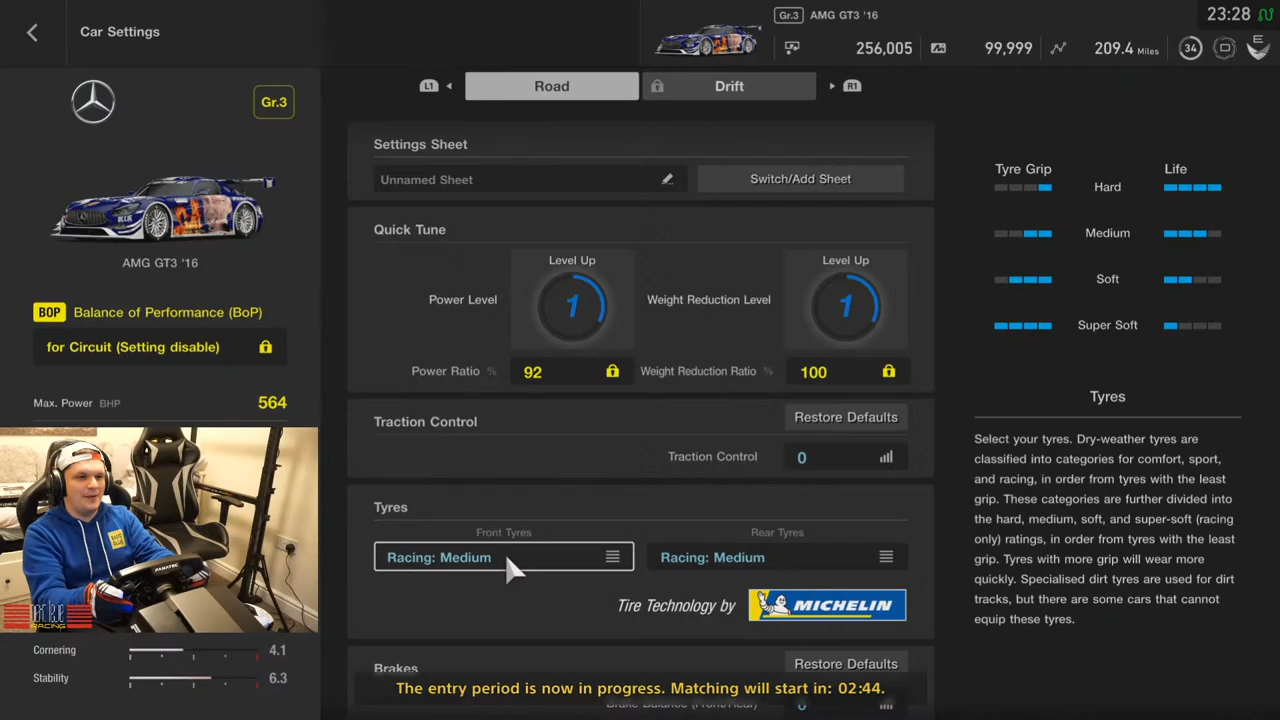 23:28
Car Settings
Gr.3 AMG GT3 '16
256,005 99,999 209.4 Miles 34 E
L1 Road Drift R1
Gr.3
AMG GT3 '16
BOP Balance of Performance (BoP)
for Circuit (Setting disable)
Max. Power BHP 564
Cornering 4.1
Stability 6.3
Settings Sheet
Unnamed Sheet Switch/Add Sheet
Quick Tune
Level Up Level Up
Power Level 1 Weight Reduction Level 1
Power Ratio % 92 Weight Reduction Ratio % 100
Traction Control Restore Defaults
Traction Control 0
Tyres
Front Tyres Rear Tyres
Racing: Medium Racing: Medium
Tire Technology by MICHELIN
Brakes Restore Defaults
The entry period is now in progress. Matching will start in: 02:44.
Brake Balance (Front/Rear) 0
Tyre Grip Life
Hard
Medium
Soft
Super Soft
Tyres
Select your tyres. Dry-weather tyres are
classified into categories for comfort, sport,
and racing, in order from tyres with the least
grip. These categories are further divided into
the hard, medium, soft, and super-soft (racing
only) ratings, in order from tyres with the least
grip. Tyres with more grip will wear more
quickly. Specialised dirt tyres are used for dirt
tracks, but there are some cars that cannot
equip these tyres.
FANATEC
RACING